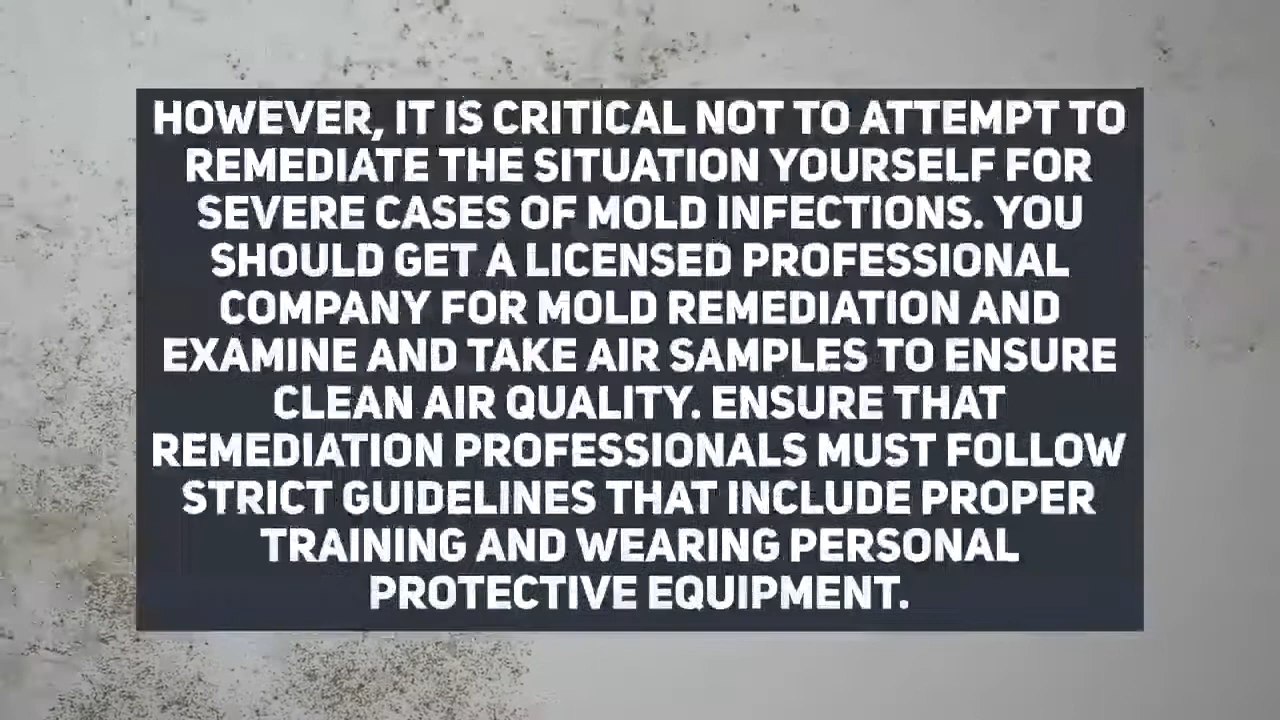 HOWEVER, IT IS CRITICAL NOT TO ATTEMPT TO
REMEDIATE THE SITUATION YOURSELF FOR
SEVERE CASES OF MOLD INFECTIONS. YOU
SHOULD GET A LICENSED PROFESSIONAL
COMPANY FOR MOLD REMEDIATION AND
EXAMINE AND TAKE AIR SAMPLES TO ENSURE
CLEAN AIR QUALITY. ENSURE THAT
REMEDIATION PROFESSIONALS MUST FOLLOW
STRICT GUIDELINES THAT INCLUDE PROPER
TRAINING AND WEARING PERSONAL
PROTECTIVE EQUIPMENT.